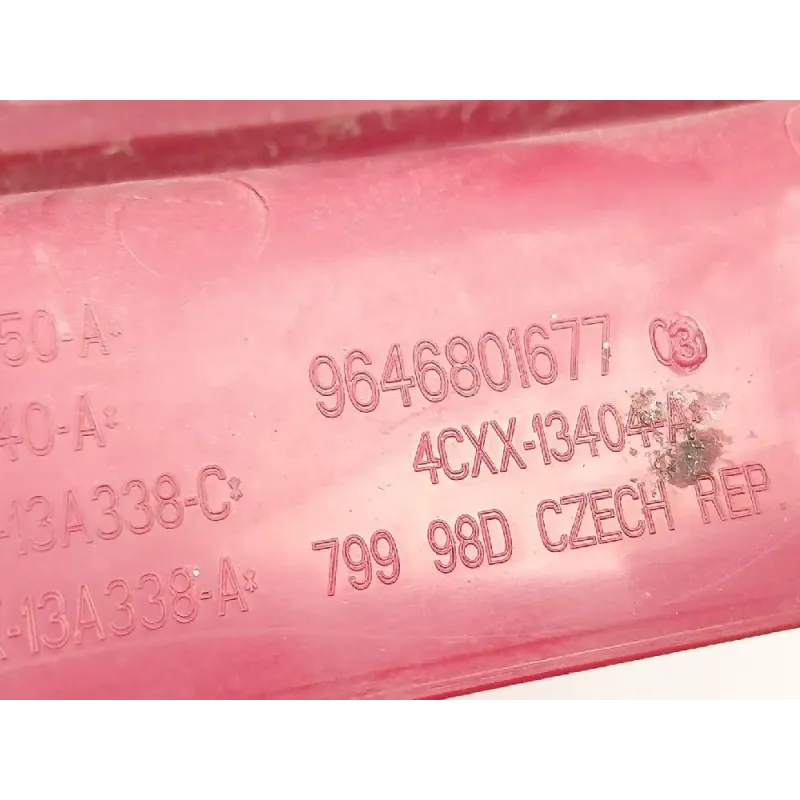 50-A*
40-A*
-13A338-C*
-13A338-A*
9646801677 03
4CXX-13404-A*
799 98D CZECH REP